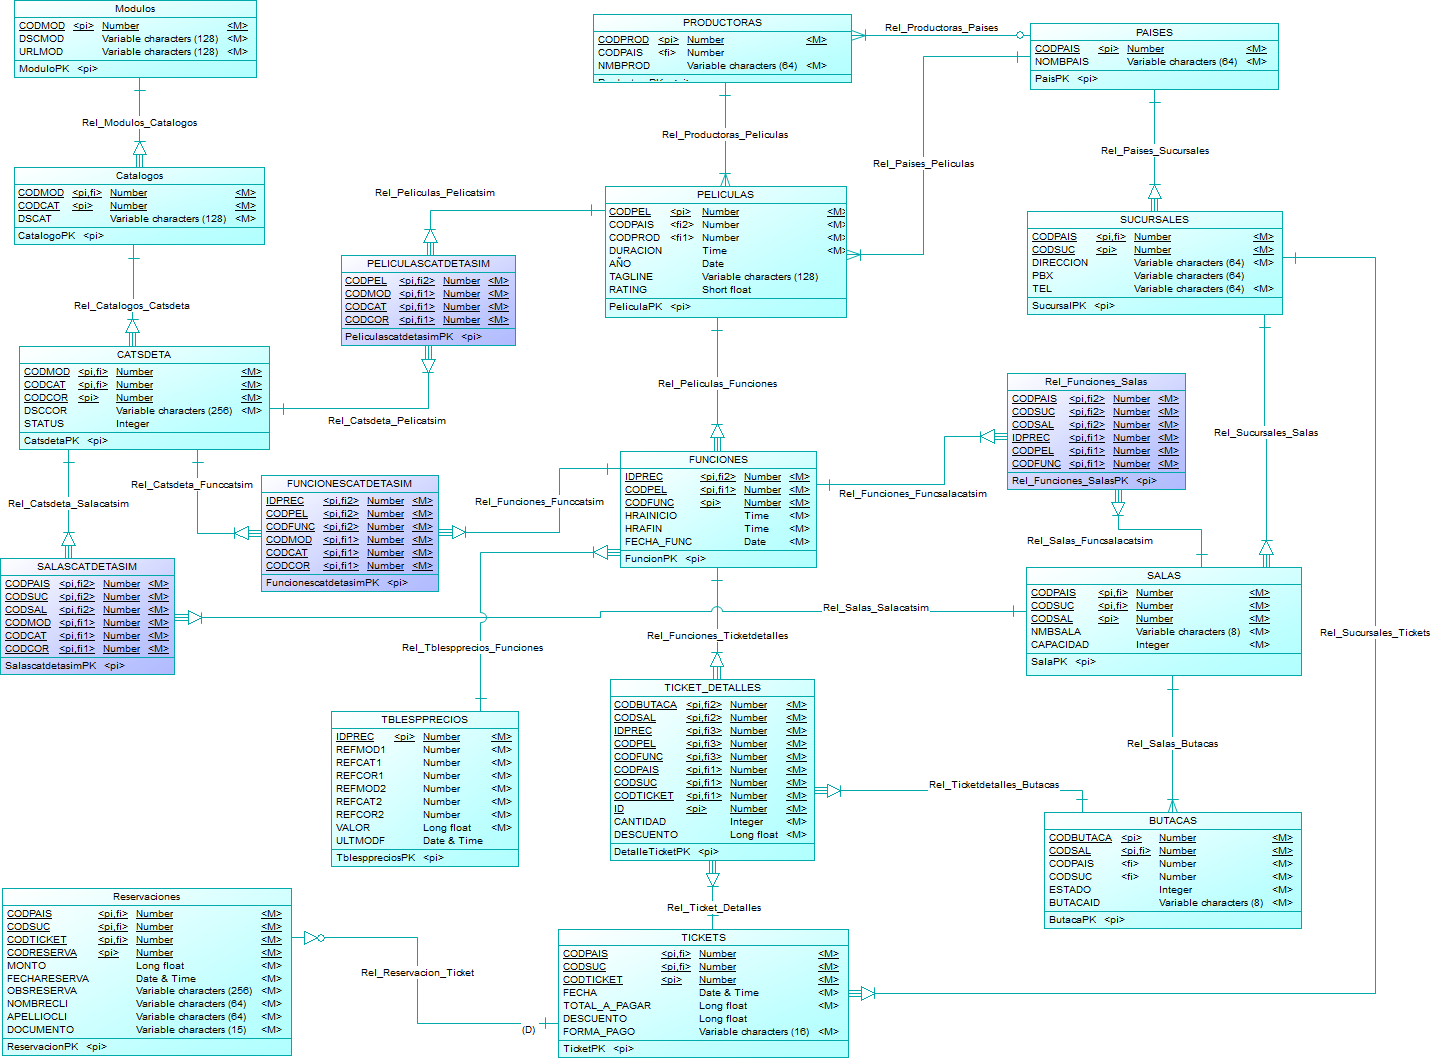 Modulos
CODMOD <pi> Number <M>
DSCMOD Variable characters (128) <M>
URLMOD Variable characters (128) <M>
ModuloPK <pi>
Rel_Modulos_Catalogos
Catalogos
CODMOD <pi,fi> Number <M>
CODCAT <pi> Number <M>
DSCAT Variable characters (128) <M>
CatalogoPK <pi>
Rel_Catalogos_Catsdeta
CATSDETA
CODMOD <pi,fi> Number <M>
CODCAT <pi,fi> Number <M>
CODCOR <pi> Number <M>
DSCCOR Variable characters (256) <M>
STATUS Integer
CatsdetaPK <pi>
Rel_Catsdeta_Salacatsim
Rel_Catsdeta_Funccatsim
Rel_Catsdeta_Pelicatsim
Rel_Peliculas_Pelicatsim
PELICULASCATDETASIM
CODPEL <pi,fi2> Number <M>
CODMOD <pi,fi1> Number <M>
CODCAT <pi,fi1> Number <M>
CODCOR <pi,fi1> Number <M>
PeliculascatdetasimPK <pi>
PRODUCTORAS
CODPROD <pi> Number <M>
CODPAIS <fi> Number
NMBPROD Variable characters (64) <M>
Rel_Productoras_Paises
PAISES
CODPAIS <pi> Number <M>
NOMBPAIS Variable characters (64) <M>
PaisPK <pi>
Rel_Productoras_Peliculas
Rel_Paises_Peliculas
Rel_Paises_Sucursales
PELICULAS
CODPEL <pi> Number <M>
CODPAIS <fi2> Number <M>
CODPROD <fi1> Number <M>
DURACION Time <M>
AÑO Date
TAGLINE Variable characters (128)
RATING Short float
PeliculaPK <pi>
SUCURSALES
CODPAIS <pi,fi> Number <M>
CODSUC <pi> Number <M>
DIRECCION Variable characters (64) <M>
PBX Variable characters (64)
TEL Variable characters (64) <M>
SucursalPK <pi>
Rel_Peliculas_Funciones
Rel_Funciones_Salas
CODPAIS <pi,fi2> Number <M>
CODSUC <pi,fi2> Number <M>
CODSAL <pi,fi2> Number <M>
IDPREC <pi,fi1> Number <M>
CODPEL <pi,fi1> Number <M>
CODFUNC <pi,fi1> Number <M>
Rel_Funciones_SalasPK <pi>
Rel_Sucursales_Salas
FUNCIONES
IDPREC <pi,fi2> Number <M>
CODPEL <pi,fi1> Number <M>
CODFUNC <pi> Number <M>
HRAINICIO Time <M>
HRAFIN Time <M>
FECHA_FUNC Date <M>
FuncionPK <pi>
Rel_Funciones_Funcsalacatsim
Rel_Salas_Funcsalacatsim
FUNCIONESCATDETASIM
IDPREC <pi,fi2> Number <M>
CODPEL <pi,fi2> Number <M>
CODFUNC <pi,fi2> Number <M>
CODMOD <pi,fi1> Number <M>
CODCAT <pi,fi1> Number <M>
CODCOR <pi,fi1> Number <M>
FuncionescatdetasimPK <pi>
Rel_Funciones_Funccatsim
SALASCATDETASIM
CODPAIS <pi,fi2> Number <M>
CODSUC <pi,fi2> Number <M>
CODSAL <pi,fi2> Number <M>
CODMOD <pi,fi1> Number <M>
CODCAT <pi,fi1> Number <M>
CODCOR <pi,fi1> Number <M>
SalascatdetasimPK <pi>
SALAS
CODPAIS <pi,fi> Number <M>
CODSUC <pi,fi> Number <M>
CODSAL <pi> Number <M>
NMBSALA Variable characters (8) <M>
CAPACIDAD Integer <M>
SalaPK <pi>
Rel_Salas_Salacatsim
Rel_Sucursales_Tickets
Rel_Funciones_Ticketdetalles
Rel_Tblespprecios_Funciones
TICKET_DETALLES
CODBUTACA <pi,fi2> Number <M>
CODSAL <pi,fi2> Number <M>
IDPREC <pi,fi3> Number <M>
CODPEL <pi,fi3> Number <M>
CODFUNC <pi,fi3> Number <M>
CODPAIS <pi,fi1> Number <M>
CODSUC <pi,fi1> Number <M>
CODTICKET <pi,fi1> Number <M>
ID <pi> Number <M>
CANTIDAD Integer <M>
DESCUENTO Long float <M>
DetalleTicketPK <pi>
TBLESPPRECIOS
IDPREC <pi> Number <M>
REFMOD1 Number <M>
REFCAT1 Number <M>
REFCOR1 Number <M>
REFMOD2 Number <M>
REFCAT2 Number <M>
REFCOR2 Number <M>
VALOR Long float <M>
ULTMODF Date & Time
TblesppreciosPK <pi>
Rel_Salas_Butacas
Rel_Ticketdetalles_Butacas
BUTACAS
CODBUTACA <pi> Number <M>
CODSAL <pi,fi> Number <M>
CODPAIS <fi> Number <M>
CODSUC <fi> Number <M>
ESTADO Integer <M>
BUTACAID Variable characters (8) <M>
ButacaPK <pi>
Reservaciones
CODPAIS <pi,fi> Number <M>
CODSUC <pi,fi> Number <M>
CODTICKET <pi,fi> Number <M>
CODRESERVA <pi> Number <M>
MONTO Long float <M>
FECHARESERVA Date & Time <M>
OBSRESERVA Variable characters (256) <M>
NOMBRECLI Variable characters (64) <M>
APELLIOCLI Variable characters (64) <M>
DOCUMENTO Variable characters (15) <M>
ReservacionPK <pi>
Rel_Reservacion_Ticket
(D)
Rel_Ticket_Detalles
TICKETS
CODPAIS <pi,fi> Number <M>
CODSUC <pi,fi> Number <M>
CODTICKET <pi> Number <M>
FECHA Date & Time <M>
TOTAL_A_PAGAR Long float <M>
DESCUENTO Long float
FORMA_PAGO Variable characters (16) <M>
TicketPK <pi>